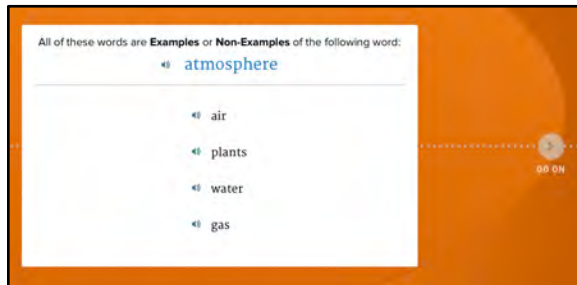 All of these words are Examples or Non-Examples of the following word:
atmosphere
air
plants
water
gas
GO ON